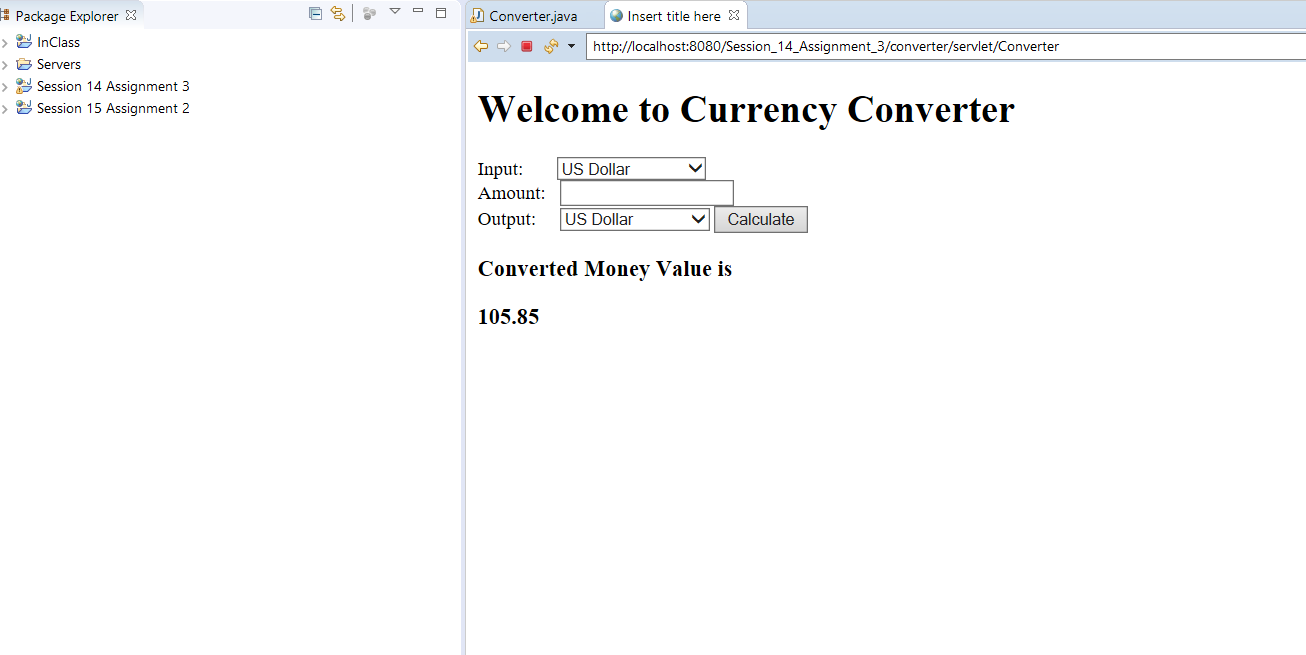 Package Explorer
InClass
Servers
Session 14 Assignment 3
Session 15 Assignment 2
Converter.java
Insert title here
http://localhost:8080/Session_14_Assignment_3/converter/servlet/Converter
Welcome to Currency Converter
Input: US Dollar
Amount:
Output: US Dollar Calculate
Converted Money Value is
105.85